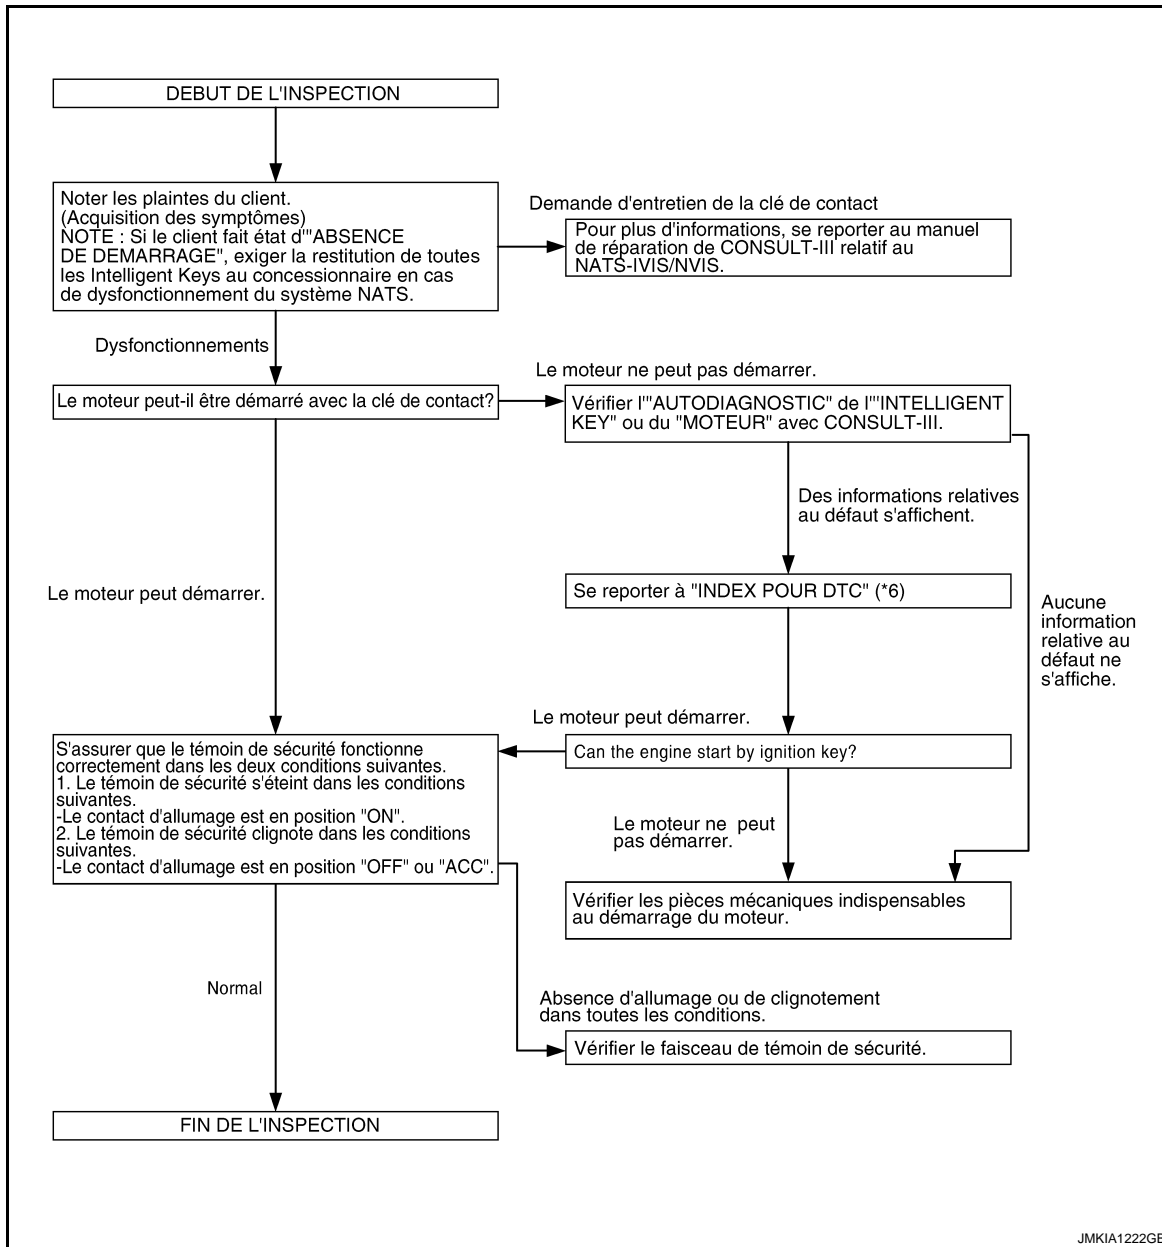 DEBUT DE L'INSPECTION
Noter les plaintes du client.
(Acquisition des symptômes)
NOTE : Si le client fait état d'"ABSENCE
DE DEMARRAGE", exiger la restitution de toutes
les Intelligent Keys au concessionnaire en cas
de dysfonctionnement du système NATS.
Demande d'entretien de la clé de contact
Pour plus d'informations, se reporter au manuel
de réparation de CONSULT-III relatif au
NATS-IVIS/NVIS.
Dysfonctionnements
Le moteur peut-il être démarré avec la clé de contact?
Le moteur ne peut pas démarrer.
Vérifier l'"AUTODIAGNOSTIC" de l'"INTELLIGENT
KEY" ou du "MOTEUR" avec CONSULT-III.
Des informations relatives
au défaut s'affichent.
Le moteur peut démarrer.
Se reporter à "INDEX POUR DTC" (*6)
Aucune
information
relative au
défaut ne
s'affiche.
Le moteur peut démarrer.
Can the engine start by ignition key?
S'assurer que le témoin de sécurité fonctionne
correctement dans les deux conditions suivantes.
1. Le témoin de sécurité s'éteint dans les conditions
suivantes.
-Le contact d'allumage est en position "ON".
2. Le témoin de sécurité clignote dans les conditions
suivantes.
-Le contact d'allumage est en position "OFF" ou "ACC".
Le moteur ne  peut
pas démarrer.
Vérifier les pièces mécaniques indispensables
au démarrage du moteur.
Normal
Absence d'allumage ou de clignotement
dans toutes les conditions.
Vérifier le faisceau de témoin de sécurité.
FIN DE L'INSPECTION
JMKIA1222GE